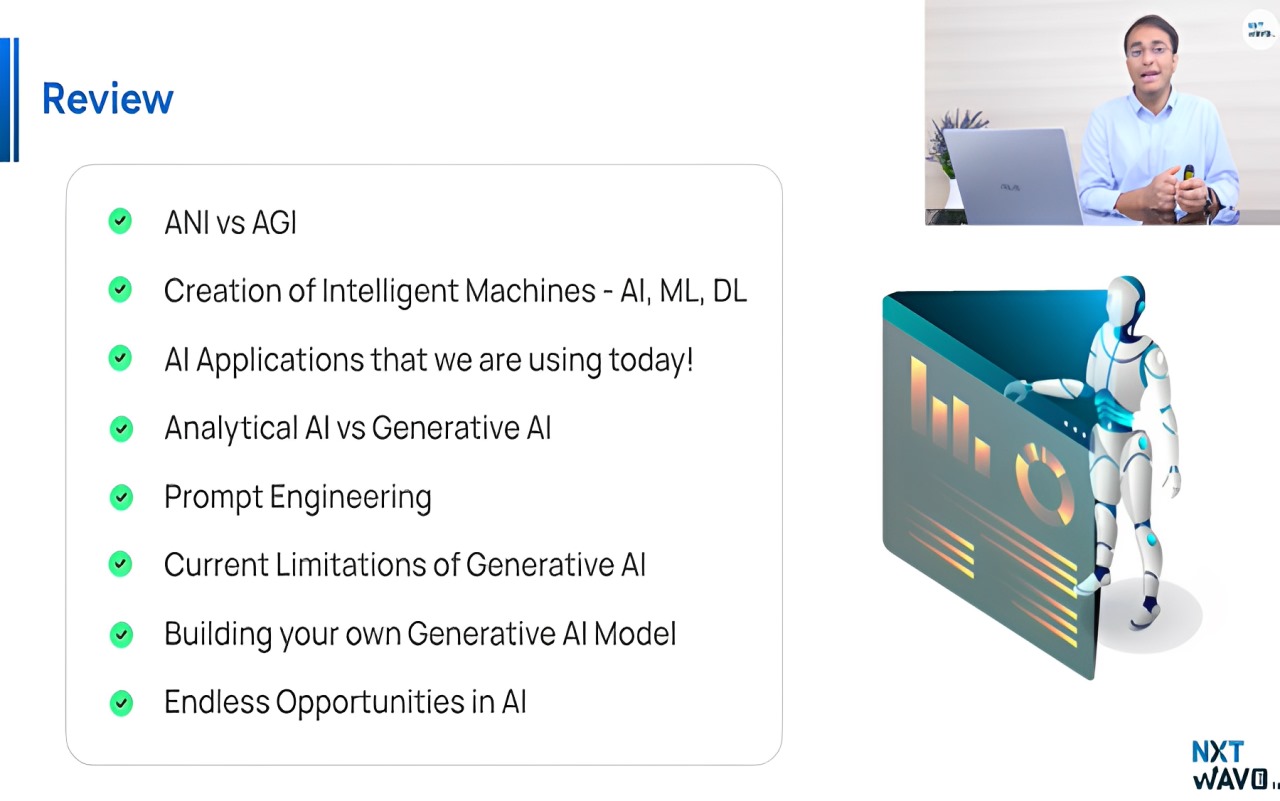 Review
ANI vs AGI
Creation of Intelligent Machines - AI, ML, DL
AI Applications that we are using today!
Analytical AI vs Generative AI
Prompt Engineering
Current Limitations of Generative AI
Building your own Generative AI Model
Endless Opportunities in AI
NXT